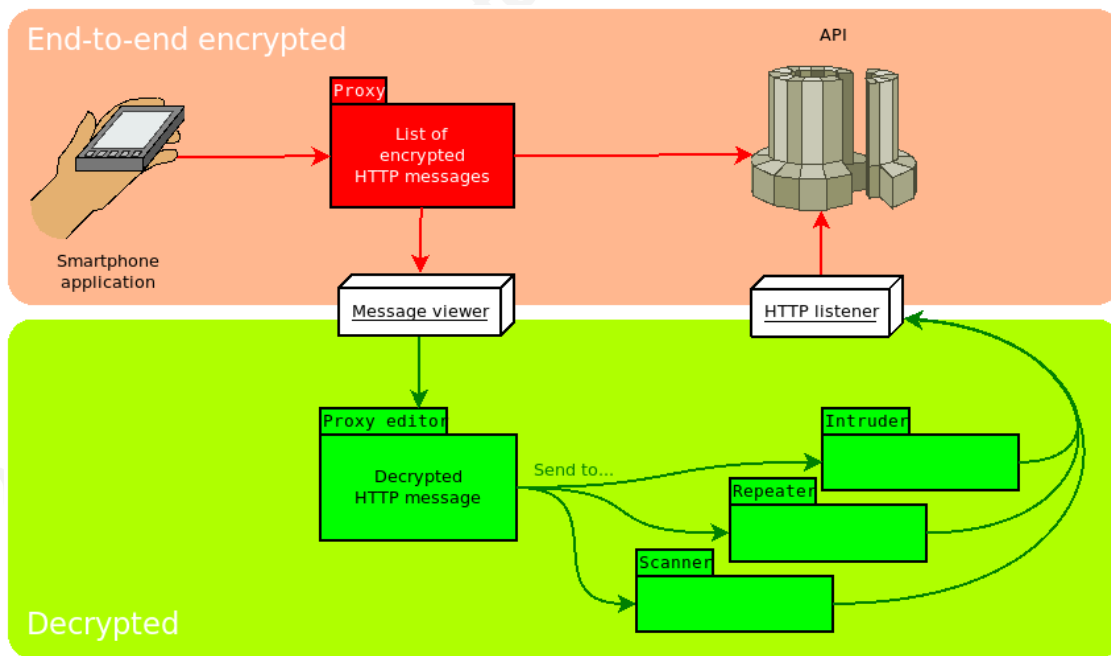 End-to-end encrypted
API
Proxy
List of
encrypted
HTTP messages
Smartphone
application
Message viewer
HTTP listener
Proxy editor
Decrypted
HTTP message
Send to...
Intruder
Repeater
Scanner
Decrypted